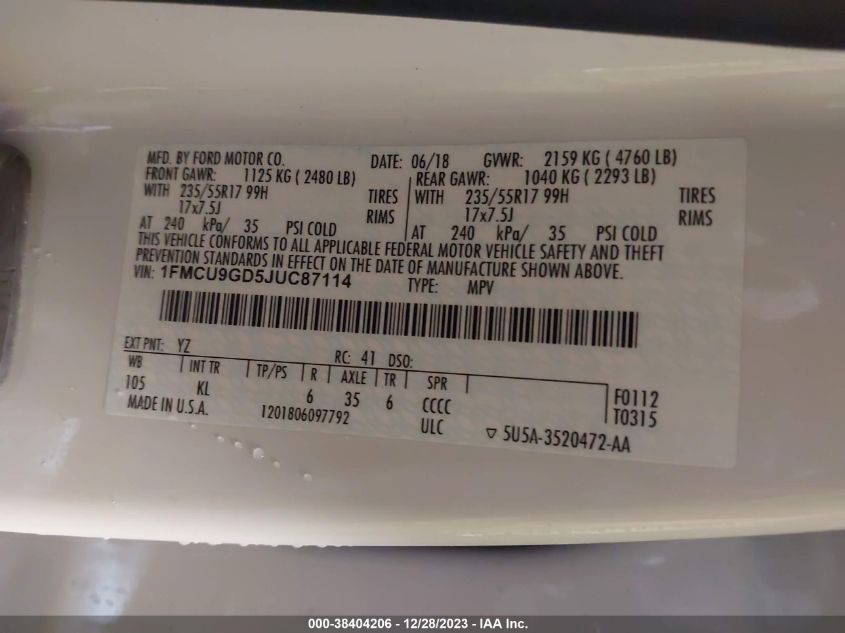 MFD. BY FORD MOTOR CO. DATE: 06/18 GVWR: 2159 KG ( 4760 LB)
FRONT GAWR: 1125 KG ( 2480 LB) REAR GAWR: 1040 KG ( 2293 LB)
WITH 235/55R17 99H TIRES WITH 235/55R17 99H TIRES
17x7.5J RIMS 17x7.5J RIMS
AT 240 kPa/ 35 PSI COLD AT 240 kPa/ 35 PSI COLD
THIS VEHICLE CONFORMS TO ALL APPLICABLE FEDERAL MOTOR VEHICLE SAFETY AND THEFT
PREVENTION STANDARDS IN EFFECT ON THE DATE OF MANUFACTURE SHOWN ABOVE.
VIN: 1FMCU9GD5JUC87114 TYPE: MPV
EXT PNT: YZ RC: 41 DSO:
WB INT TR TP/PS R AXLE TR SPR
105 KL 6 35 6 CCCC F0112
MADE IN U.S.A. 1201806097792 ULC T0315
▽ 5U5A-3520472-AA
000-38404206 - 12/28/2023 - IAA Inc.